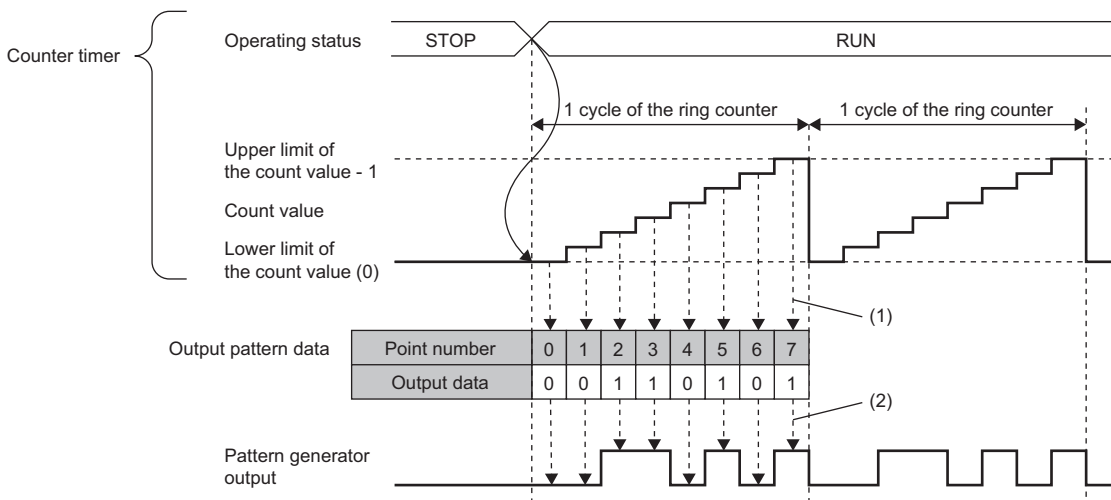 Counter timer
Operating status
STOP
RUN
1 cycle of the ring counter
1 cycle of the ring counter
Upper limit of
the count value - 1
Count value
Lower limit of
the count value (0)
(1)
Output pattern data
Point number 0 1 2 3 4 5 6 7
Output data 0 0 1 1 0 1 0 1
(2)
Pattern generator
output